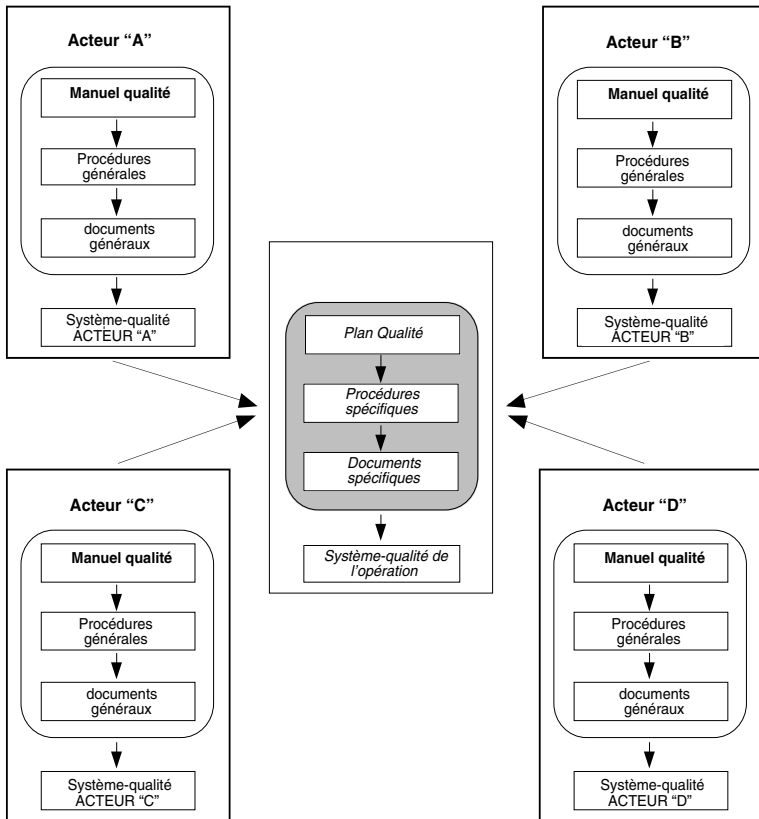 Acteur “A”
Manuel qualité
Procédures
générales
documents
généraux
Système-qualité
ACTEUR “A”
Acteur “B”
Manuel qualité
Procédures
générales
documents
généraux
Système-qualité
ACTEUR “B”
Plan Qualité
Procédures
spécifiques
Documents
spécifiques
Système-qualité de
l’opération
Acteur “C”
Manuel qualité
Procédures
générales
documents
généraux
Système-qualité
ACTEUR “C”
Acteur “D”
Manuel qualité
Procédures
générales
documents
généraux
Système-qualité
ACTEUR “D”